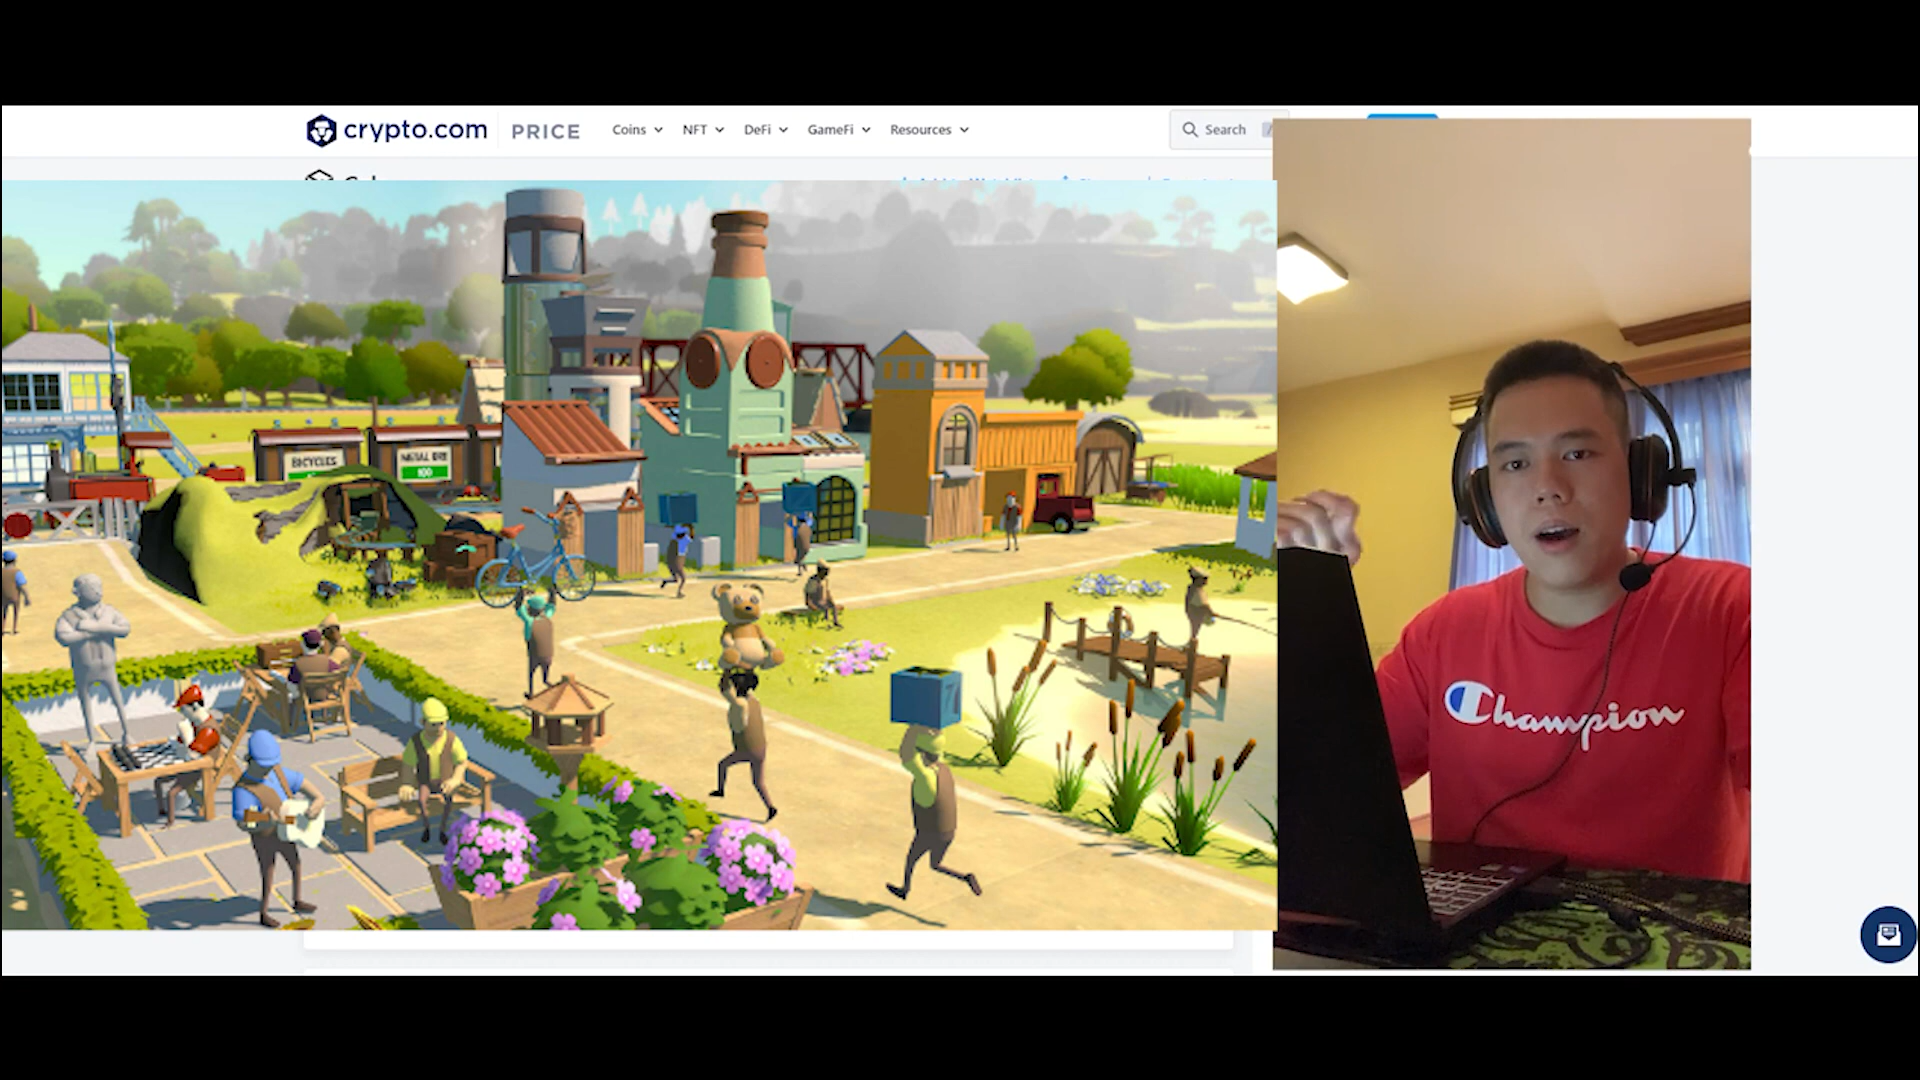 crypto.com PRICE Coins NFT DeFi GameFi Resources Search
BICYCLES
METAL ORE
100
Champion